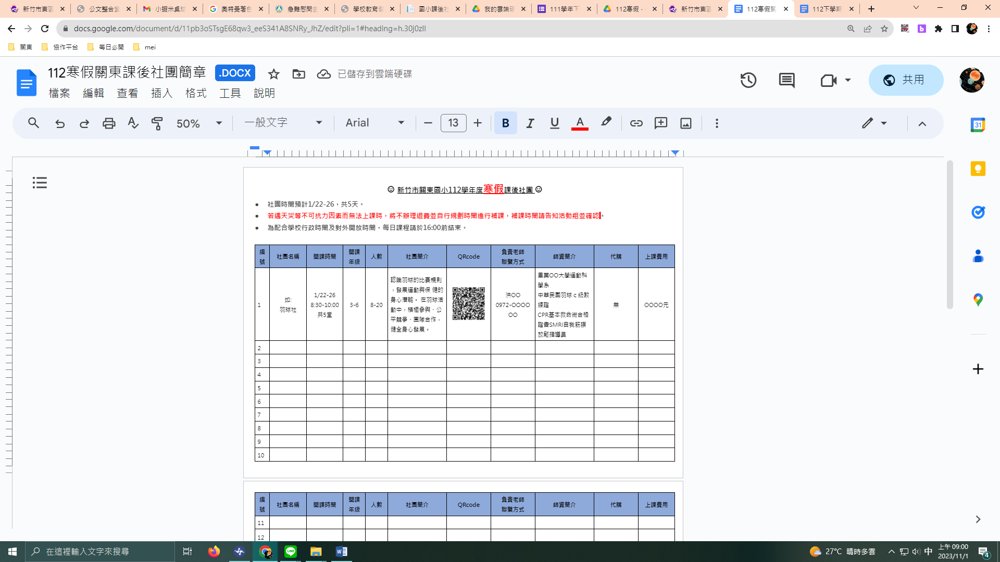 新竹市東區
公文整合資
小蝦米桌球
奧特曼著色
急難慰問金
學校教育儲
國小課後社
我的雲端硬
111學年下
112寒假 -
新竹市東區
112寒假關
112下學期
docs.google.com/document/d/11pb3oSTsgE68qw3_eeS341A8SNRy_JhZ/edit?pli=1#heading=h.30j0zll
關東
協作平台
每日必開
mei
112寒假關東課後社團簡章
.DOCX
已儲存到雲端硬碟
檔案 編輯 查看 插入 格式 工具 說明
共用
50%
一般文字
Arial
13
B I U A
31
☺ 新竹市關東國小112學年度寒假課後社團 ☺
● 社團時間預計1/22-26，共5天。
● 若遇天災等不可抗力因素而無法上課時，將不辦理退費並自行規劃時間進行補課，補課時間請告知活動組並確認。
● 為配合學校行政時間及對外開放時間，每日課程請於16:00前結束。
編號
社團名稱
開課時間
開課年級
人數
社團簡介
QRcode
負責老師
聯繫方式
師資簡介
代購
上課費用
1
如:
羽球社
1/22-26
8:30-10:00
共5堂
3-6
8-20
認識羽球的比賽規則
，發展運動與保 健的
身心潛能。 在羽球活
動中，積極參與、公
平競爭、團隊合作，
健全身心發展。
洪OO
0972-OOOO
OO
畢業OO大學運動科
學系
中華民國羽球 c 級教
練證
CPR基本救命術合格
證書SMRI自我筋膜
放鬆指導員
無
OOOO元
2
3
4
5
6
7
8
9
10
編號
社團名稱
開課時間
開課年級
人數
社團簡介
QRcode
負責老師
聯繫方式
師資簡介
代購
上課費用
11
12
在這裡輸入文字來搜尋
27°C 晴時多雲
中
上午 09:00
2023/11/1
4